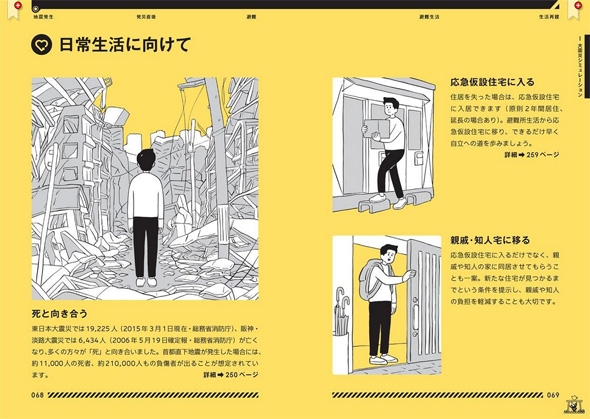 地震発生
発災直後
避難
避難生活
生活再建
日常生活に向けて
死と向き合う
東日本大震災では19,225人（2015年3月1日現在・総務省消防庁）、阪神・
淡路大震災では6,434人（2006年5月19日確定報・総務省消防庁）が亡く
なり、多くの方々が「死」と向き合いました。首都直下地震が発生した場合には、
約11,000人の死者、約210,000人もの負傷者が出ることが想定されてい
ます。
詳細➡250ページ
068
応急仮設住宅に入る
住居を失った場合は、応急仮設住宅
に入居できます（原則2年間居住、
延長の場合あり）。避難所生活から応
急仮設住宅に移り、できるだけ早く
自立への道を歩みましょう。
詳細➡259ページ
親戚・知人宅に移る
応急仮設住宅に入るだけでなく、親
戚や知人の家に同居させてもらうこ
とも一案。新たな住宅が見つかるま
でという条件を提示し、親戚や知人
の負担を軽減することも大切です。
069
大震災シミュレーション